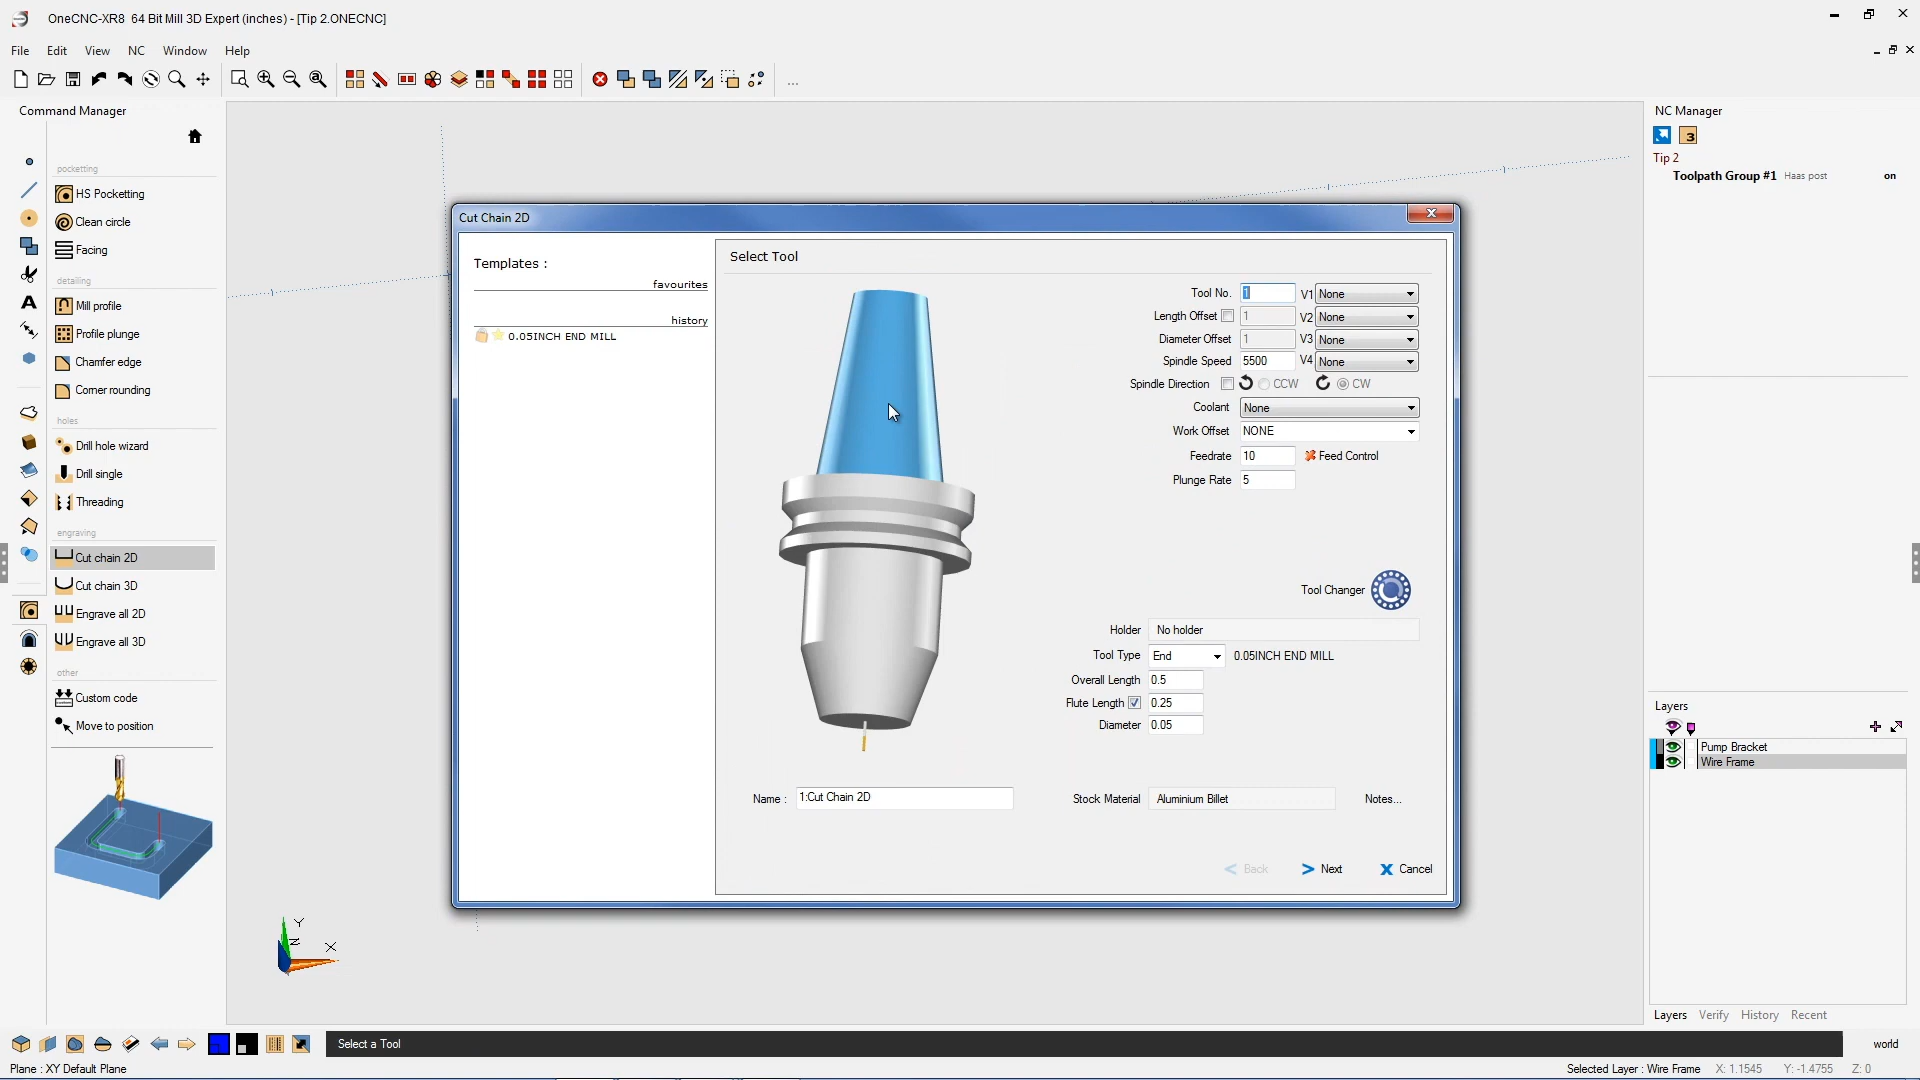 OneCNC-XR8 64 Bit Mill 3D Expert (inches) - [Tip 2.ONECNC]
File Edit View NC Window Help
...
Command Manager
pocketting
HS Pocketting
Clean circle
Facing
detailing
Mill profile
Profile plunge
Chamfer edge
Corner rounding
holes
Drill hole wizard
Drill single
Threading
engraving
Cut chain 2D
Cut chain 3D
Engrave all 2D
Engrave all 3D
other
Custom code
Move to position
Cut Chain 2D
Templates :
favourites
history
0.05INCH END MILL
Select Tool
Tool No. 1 V1 None
Length Offset 1 V2 None
Diameter Offset 1 V3 None
Spindle Speed 5500 V4 None
Spindle Direction CCW CW
Coolant None
Work Offset NONE
Feedrate 10 Feed Control
Plunge Rate 5
Tool Changer
Holder No holder
Tool Type End 0.05INCH END MILL
Overall Length 0.5
Flute Length 0.25
Diameter 0.05
Name : 1:Cut Chain 2D
Stock Material Aluminium Billet Notes...
< Back > Next X Cancel
NC Manager
3
Tip 2
Toolpath Group #1 Haas post on
Layers
Pump Bracket
Wire Frame
Layers Verify History Recent
Y
Z
X
Select a Tool
world
Plane : XY Default Plane
Selected Layer : Wire Frame X: 1.1545 Y: -1.4755 Z: 0